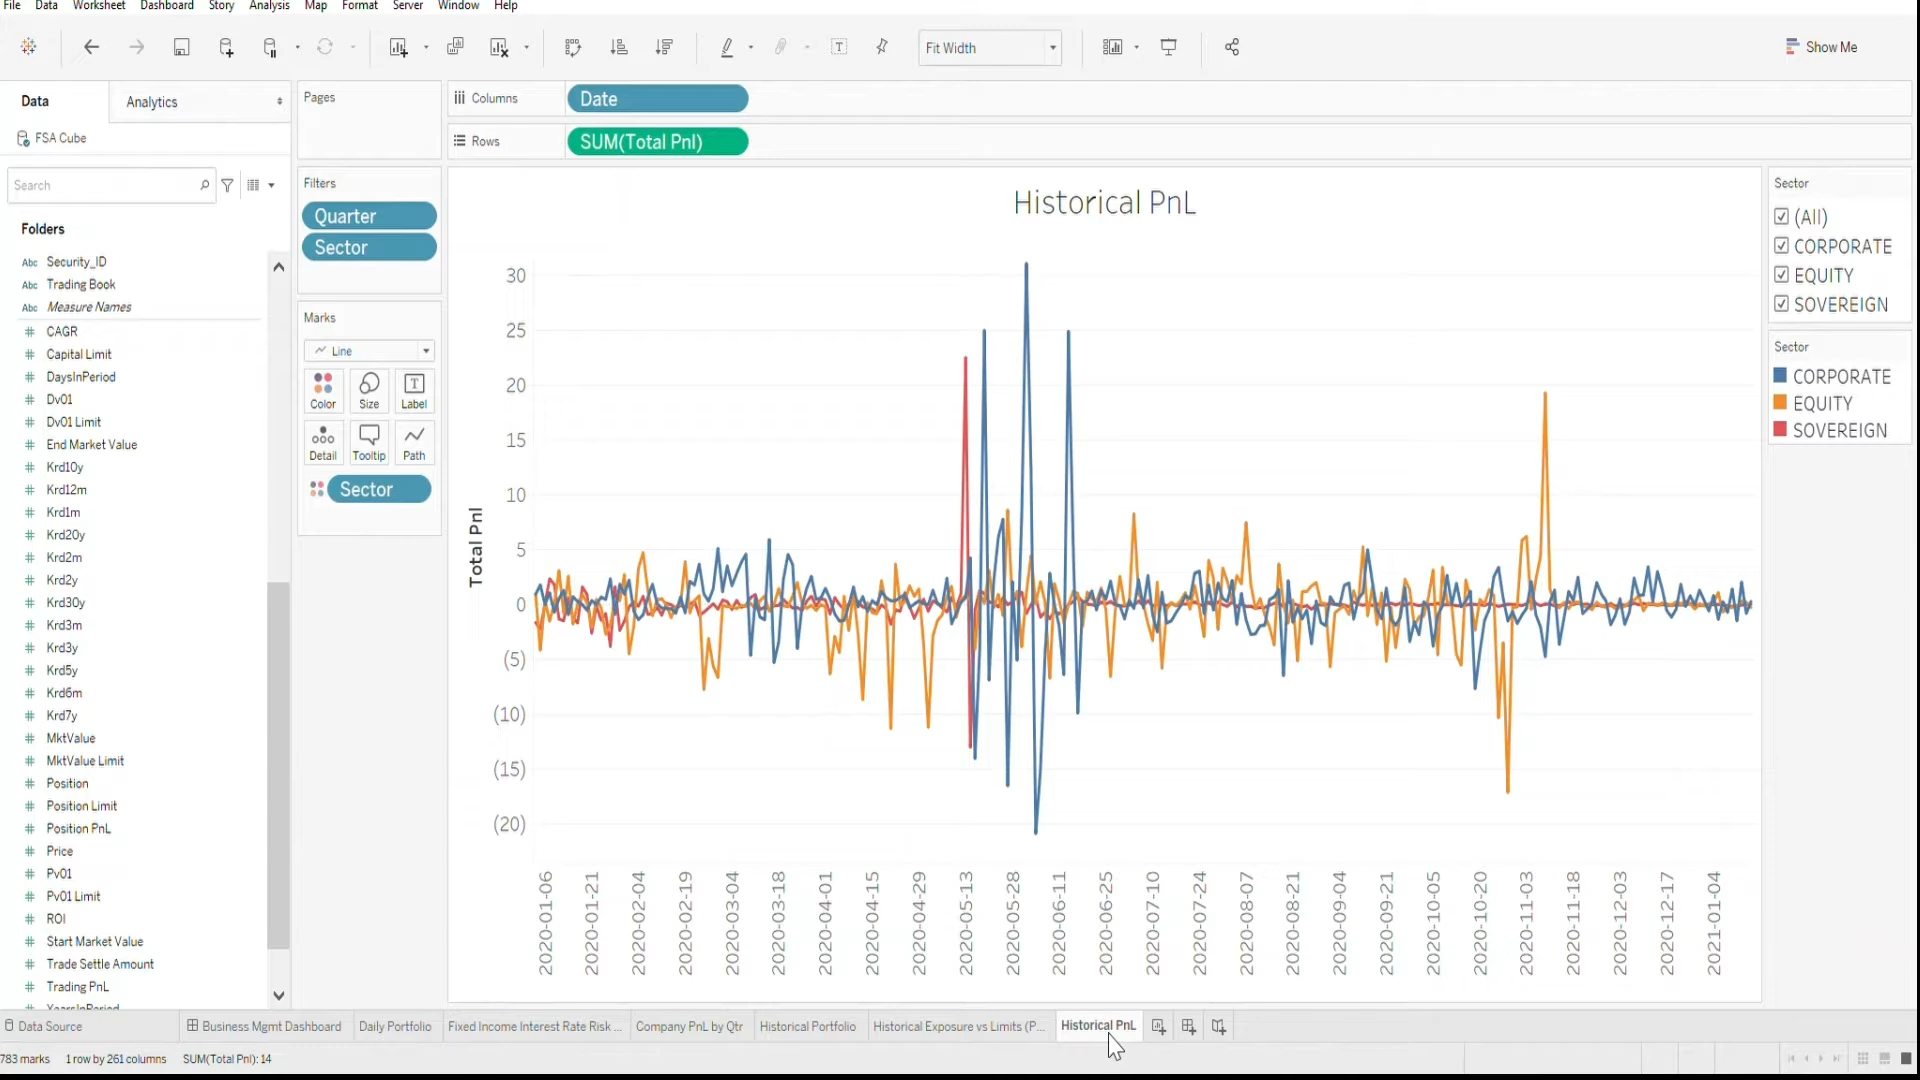 File Data Worksheet Dashboard Story Analysis Map Format Server Window Help
Fit Width
Show Me
Data
Analytics
FSA Cube
Search
Folders
Abc Security_ID
Abc Trading Book
Abc Measure Names
# CAGR
# Capital Limit
# DaysInPeriod
# Dv01
# Dv01 Limit
# End Market Value
# Krd10y
# Krd12m
# Krd1m
# Krd20y
# Krd2m
# Krd2y
# Krd30y
# Krd3m
# Krd3y
# Krd5y
# Krd6m
# Krd7y
# MktValue
# MktValue Limit
# Position
# Position Limit
# Position PnL
# Price
# Pv01
# Pv01 Limit
# ROI
# Start Market Value
# Trade Settle Amount
# Trading PnL
# YearsInPeriod
Pages
Filters
Quarter
Sector
Marks
Line
Color Size Label
Detail Tooltip Path
Sector
Columns Date
Rows SUM(Total Pnl)
Historical PnL
Total Pnl
30
25
20
15
10
5
0
(5)
(10)
(15)
(20)
2020-01-06
2020-01-21
2020-02-04
2020-02-19
2020-03-04
2020-03-18
2020-04-01
2020-04-15
2020-04-29
2020-05-13
2020-05-28
2020-06-11
2020-06-25
2020-07-10
2020-07-24
2020-08-07
2020-08-21
2020-09-04
2020-09-21
2020-10-05
2020-10-20
2020-11-03
2020-11-18
2020-12-03
2020-12-17
2021-01-04
Sector
(All)
CORPORATE
EQUITY
SOVEREIGN
Sector
CORPORATE
EQUITY
SOVEREIGN
Data Source
Business Mgmt Dashboard
Daily Portfolio
Fixed Income Interest Rate Risk ...
Company PnL by Qtr
Historical Portfolio
Historical Exposure vs Limits (P...
Historical PnL
783 marks 1 row by 261 columns SUM(Total Pnl): 14